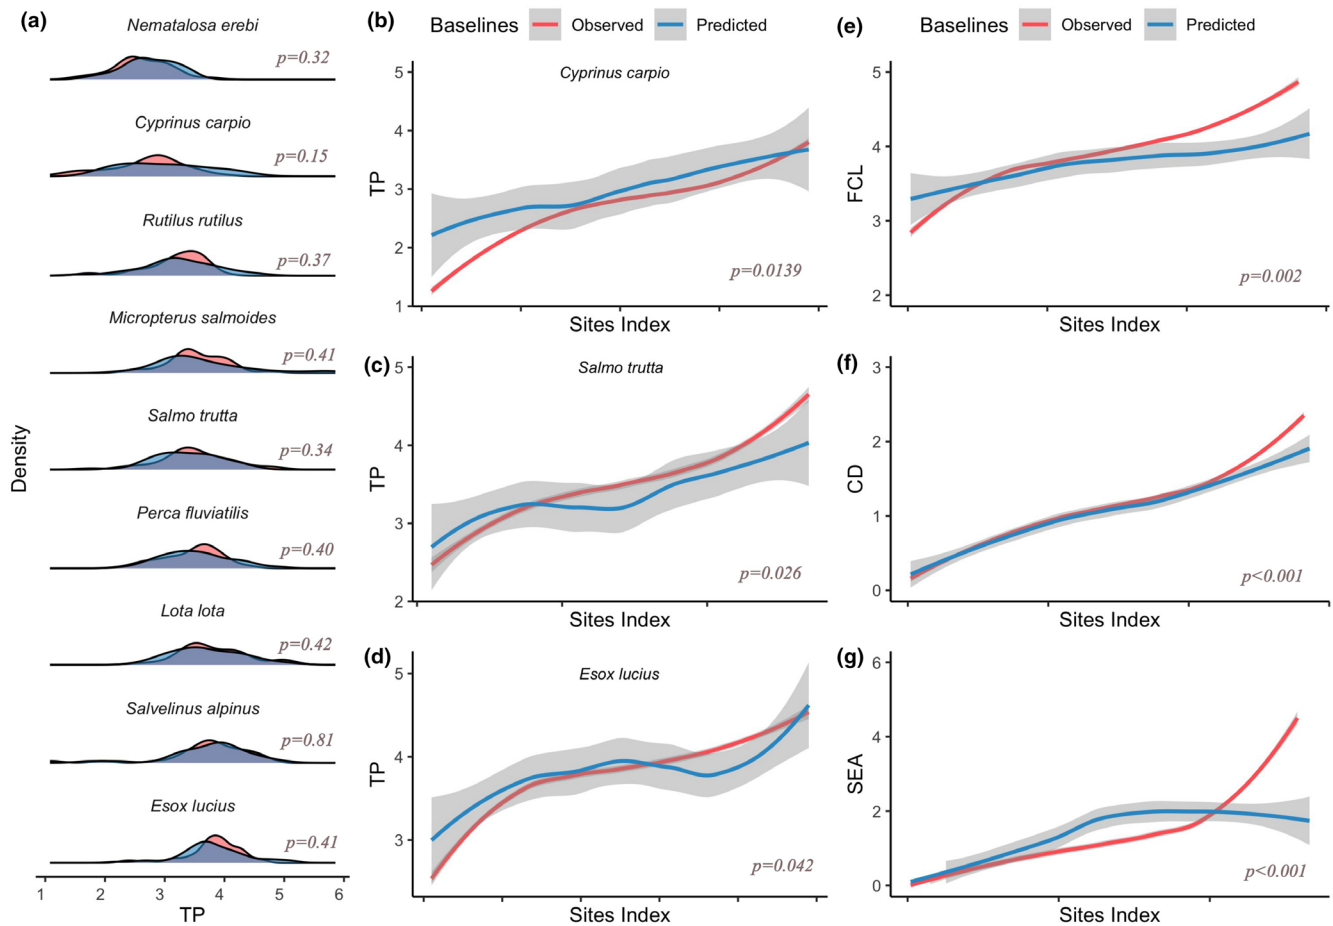 (a)
Nematalosa erebi
p=0.32
Cyprinus carpio
p=0.15
Rutilus rutilus
p=0.37
Micropterus salmoides
p=0.41
Salmo trutta
p=0.34
Perca fluviatilis
p=0.40
Lota lota
p=0.42
Salvelinus alpinus
p=0.81
Esox lucius
p=0.41
Density
1 2 3 4 5 6
TP
(b) Baselines Observed Predicted
Cyprinus carpio
5
4
3
2
1
TP
p=0.0139
Sites Index
(c)
Salmo trutta
5
4
3
2
TP
p=0.026
Sites Index
(d)
Esox lucius
5
4
3
TP
p=0.042
Sites Index
(e) Baselines Observed Predicted
5
4
3
2
FCL
p=0.002
Sites Index
(f)
3
2
1
0
CD
p<0.001
Sites Index
(g)
6
4
2
0
SEA
p<0.001
Sites Index